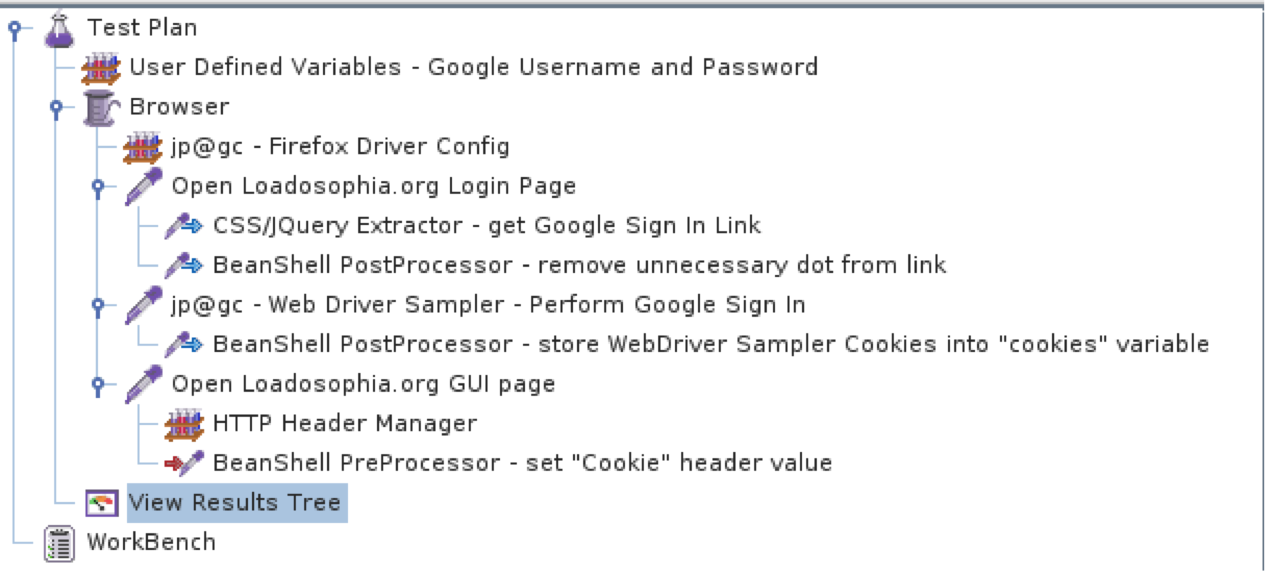 Test Plan
User Defined Variables - Google Username and Password
Browser
jp@gc - Firefox Driver Config
Open Loadosophia.org Login Page
CSS/JQuery Extractor - get Google Sign In Link
BeanShell PostProcessor - remove unnecessary dot from link
jp@gc - Web Driver Sampler - Perform Google Sign In
BeanShell PostProcessor - store WebDriver Sampler Cookies into "cookies" variable
Open Loadosophia.org GUI page
HTTP Header Manager
BeanShell PreProcessor - set "Cookie" header value
View Results Tree
WorkBench